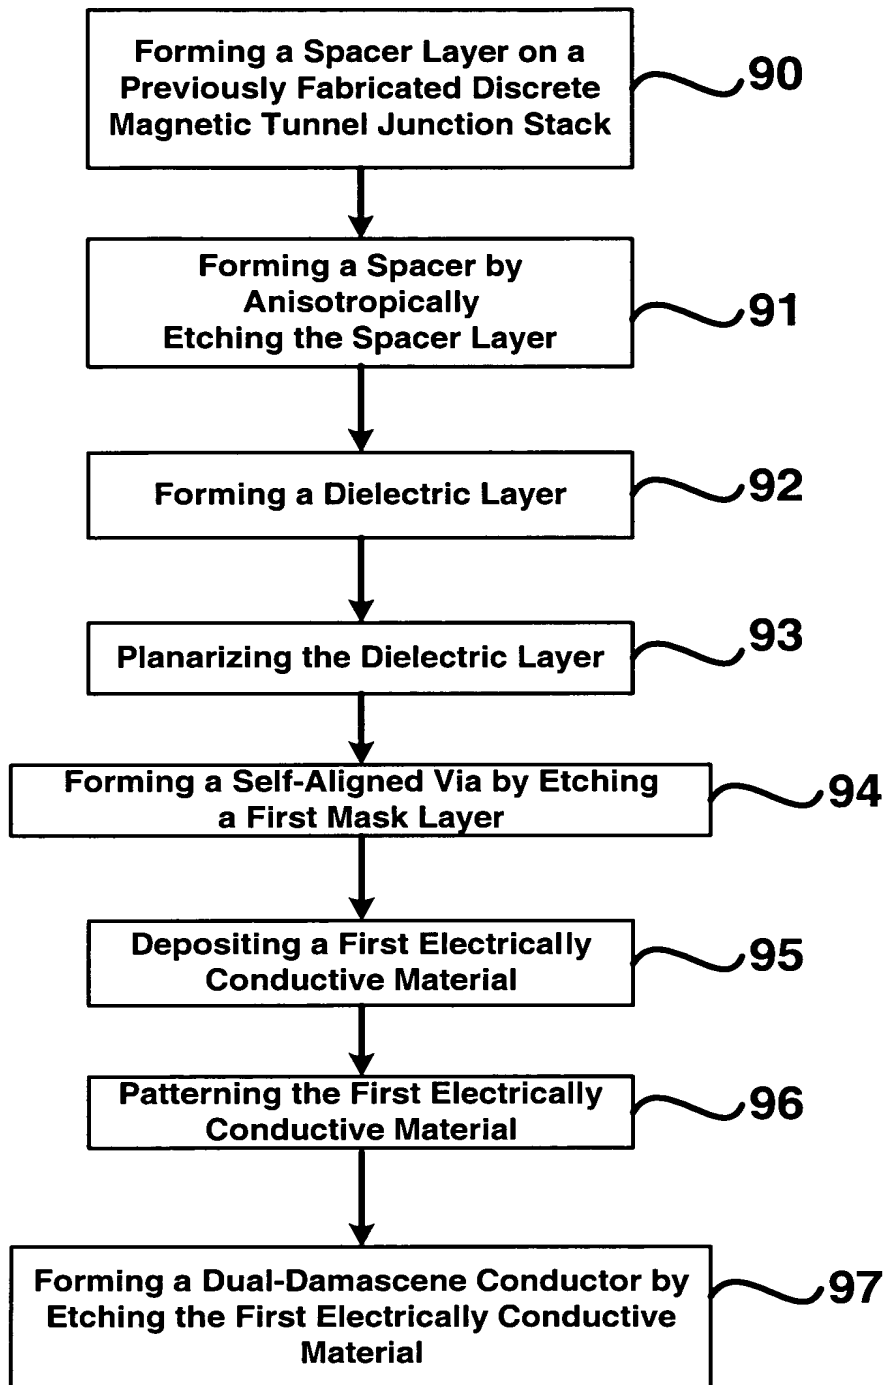 Forming a Spacer Layer on a
Previously Fabricated Discrete
Magnetic Tunnel Junction Stack
90
Forming a Spacer by
Anisotropically
Etching the Spacer Layer
91
Forming a Dielectric Layer
92
Planarizing the Dielectric Layer
93
Forming a Self-Aligned Via by Etching
a First Mask Layer
94
Depositing a First Electrically
Conductive Material
95
Patterning the First Electrically
Conductive Material
96
Forming a Dual-Damascene Conductor by
Etching the First Electrically Conductive
Material
97